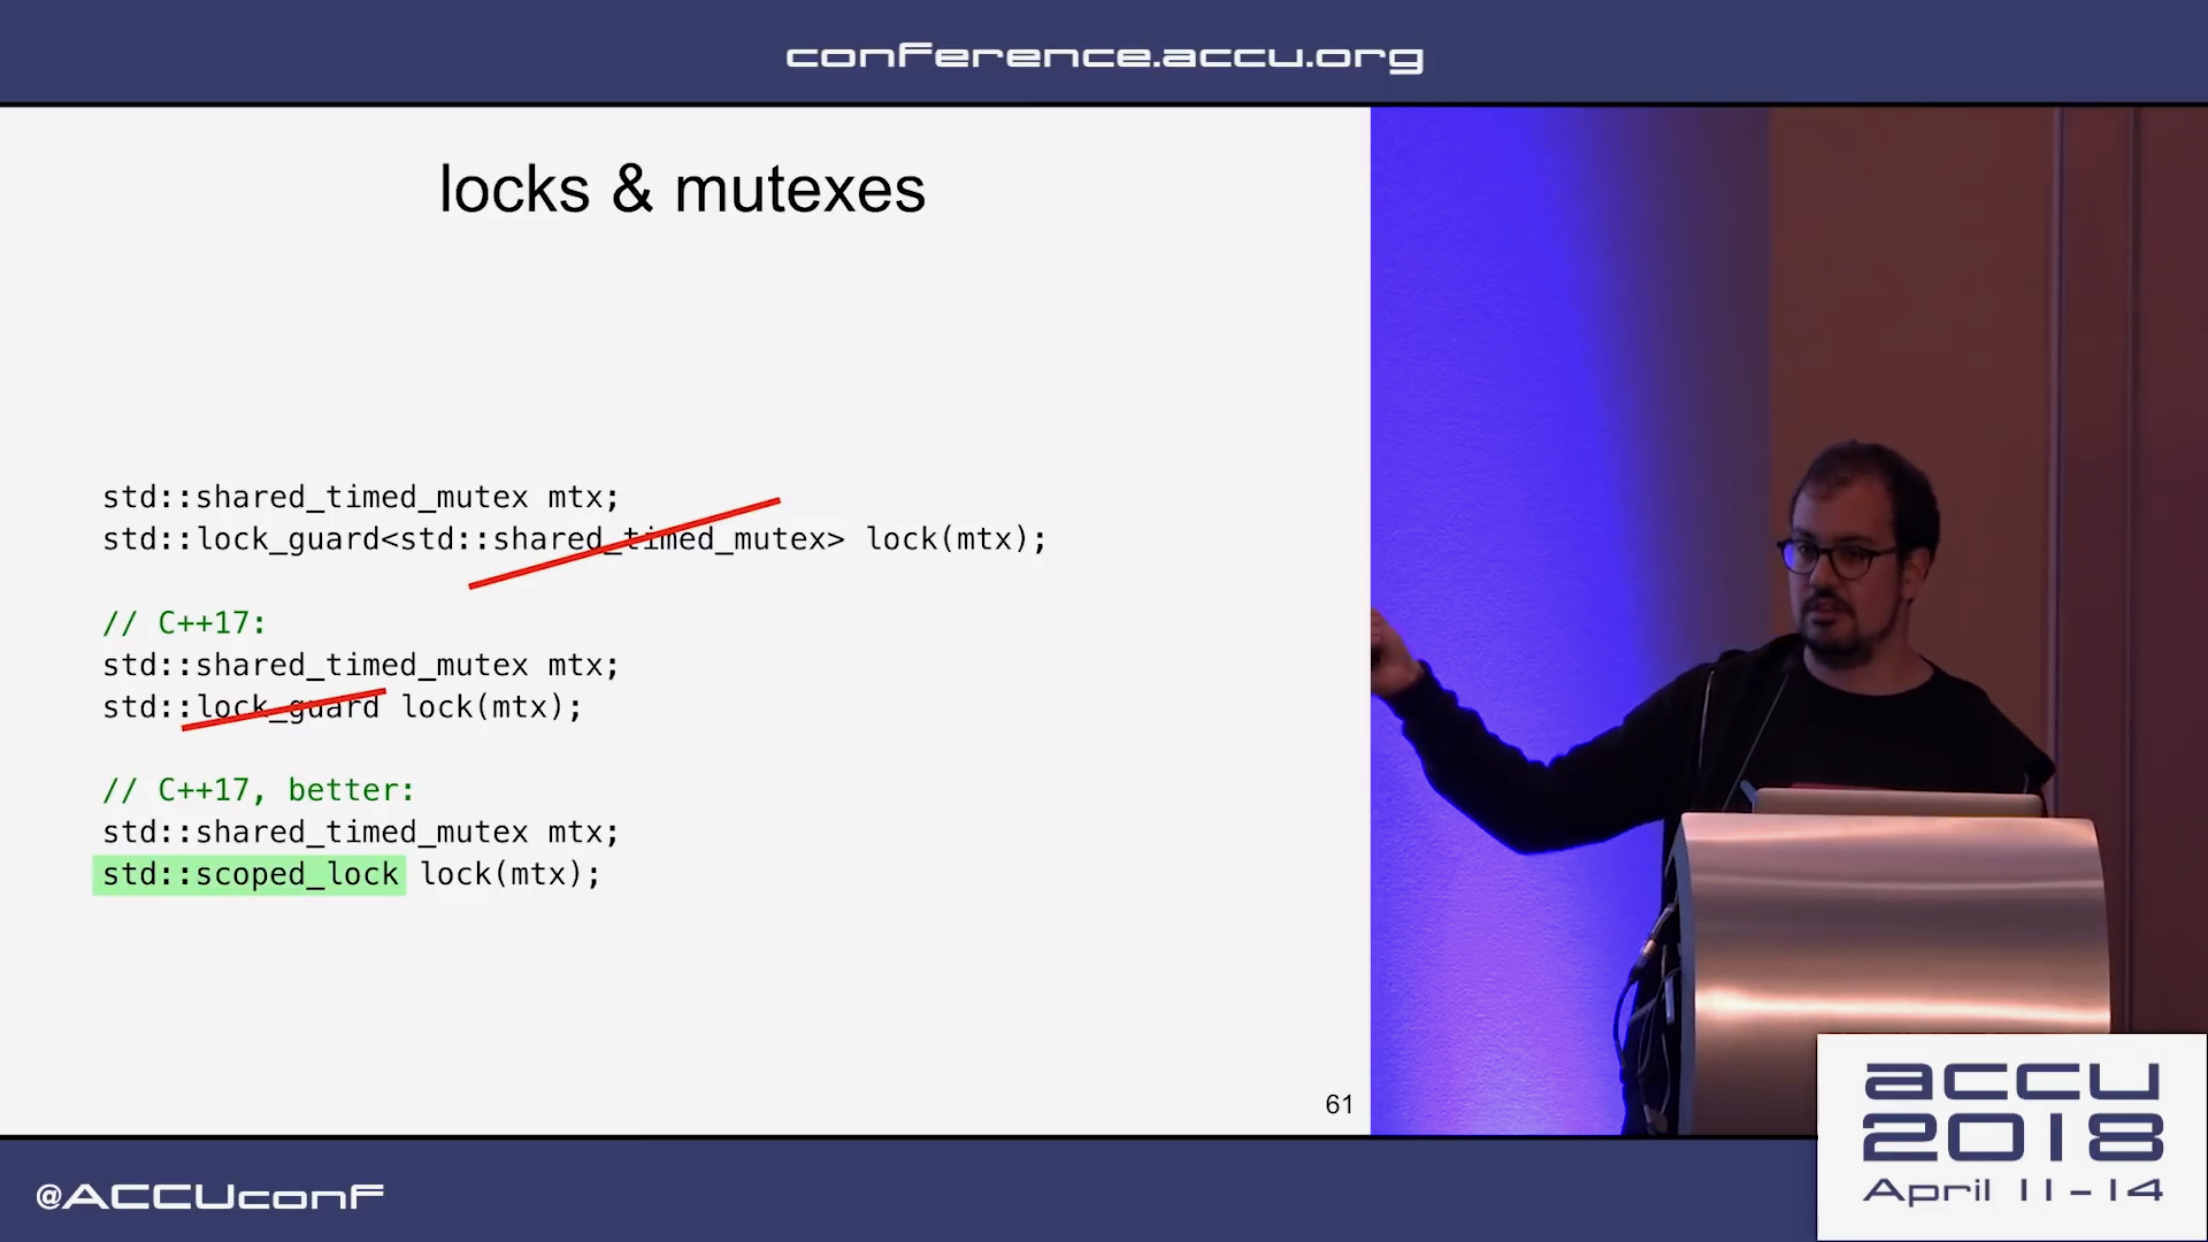 conference.accu.org
locks & mutexes
std::shared_timed_mutex mtx;
std::lock_guard<std::shared_timed_mutex> lock(mtx);
// C++17:
std::shared_timed_mutex mtx;
std::lock_guard lock(mtx);
// C++17, better:
std::shared_timed_mutex mtx;
std::scoped_lock lock(mtx);
61
@ACCUconf
accu
2018
April 11-14